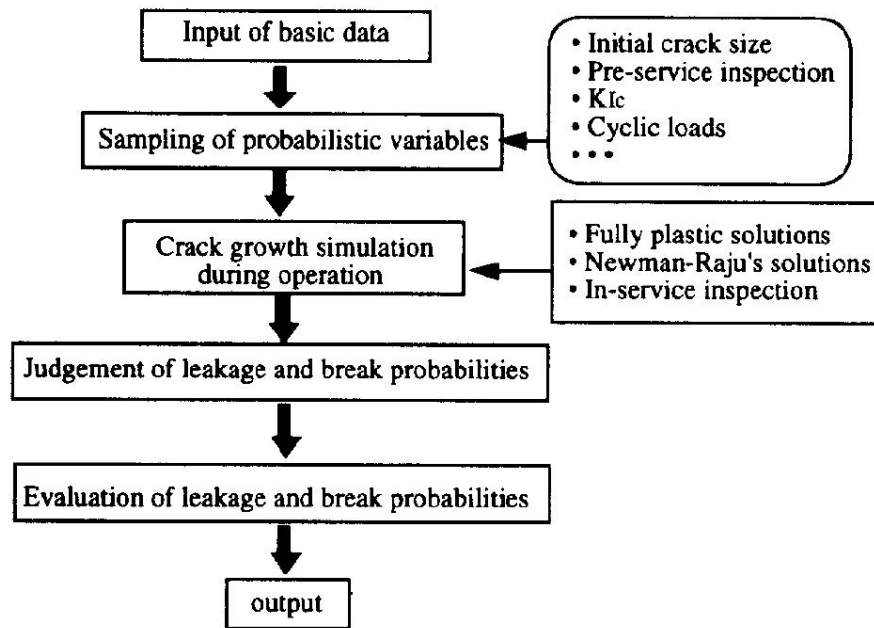 Input of basic data
• Initial crack size
• Pre-service inspection
• KIc
• Cyclic loads
• • •
Sampling of probabilistic variables
Crack growth simulation
during operation
• Fully plastic solutions
• Newman-Raju's solutions
• In-service inspection
Judgement of leakage and break probabilities
Evaluation of leakage and break probabilities
output